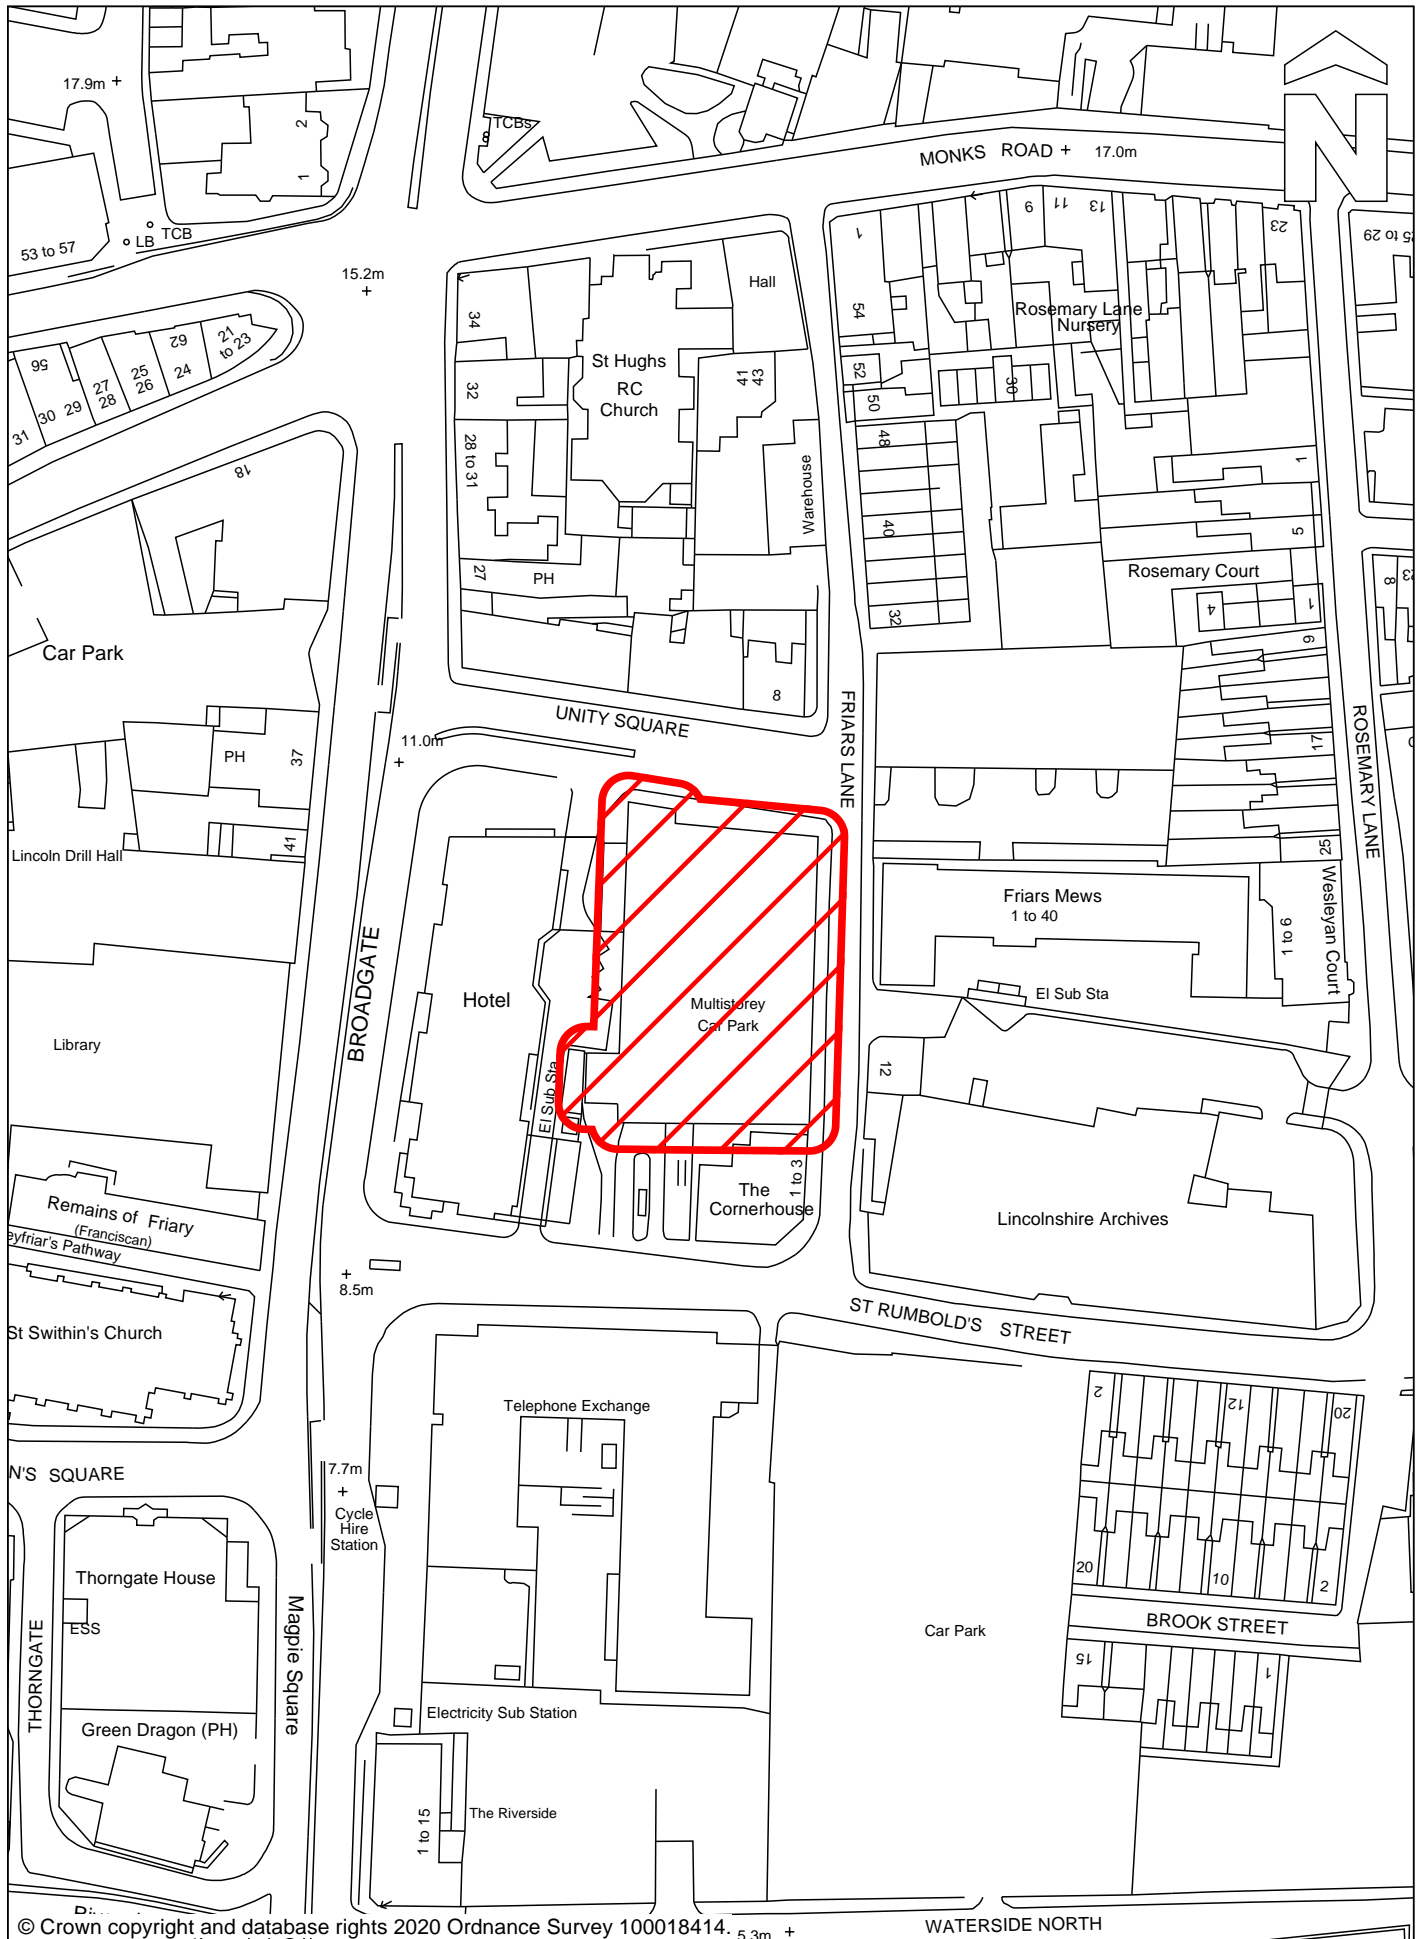 17.9m
2
1
TCBs
MONKS ROAD
17.0m
N
53 to 57
LB
TCB
15.2m
Hall
1
9
11
13
23
25 to 29
34
54
Rosemary Lane
Nursery
56
62
21
to 23
24
25
26
27
28
29
30
31
32
St Hughs
RC
Church
41
43
52
50
30
18
28 to 31
Warehouse
48
40
32
1
5
27
PH
Rosemary Court
4
1
8
Car Park
8
9
UNITY SQUARE
FRIARS LANE
ROSEMARY LANE
11.0m
PH
37
17
41
25
Lincoln Drill Hall
BROADGATE
Friars Mews
1 to 40
1 to 6
Wesleyan Court
Hotel
Multistorey
Car Park
El Sub Sta
Library
El Sub Sta
12
Remains of Friary
(Franciscan)
eyfriar's Pathway
The
Cornerhouse
1 to 3
Lincolnshire Archives
8.5m
St Swithin's Church
ST RUMBOLD'S STREET
Telephone Exchange
2
12
20
N'S SQUARE
7.7m
Cycle
Hire
Station
Thorngate House
ESS
20
10
2
THORNGATE
Magpie Square
Car Park
BROOK STREET
15
1
Green Dragon (PH)
Electricity Sub Station
1 to 15
The Riverside
© Crown copyright and database rights 2020 Ordnance Survey 100018414.
5.3m
WATERSIDE NORTH